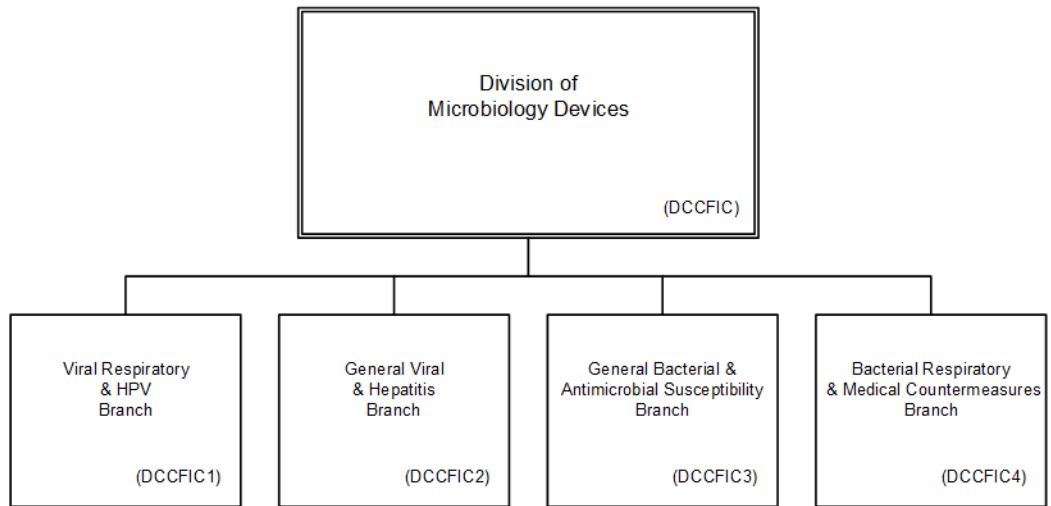 Division of
Microbiology Devices
(DCCFIC)
Viral Respiratory
& HPV
Branch
(DCCFIC1)
General Viral
& Hepatitis
Branch
(DCCFIC2)
General Bacterial &
Antimicrobial Susceptibility
Branch
(DCCFIC3)
Bacterial Respiratory
& Medical Countermeasures
Branch
(DCCFIC4)